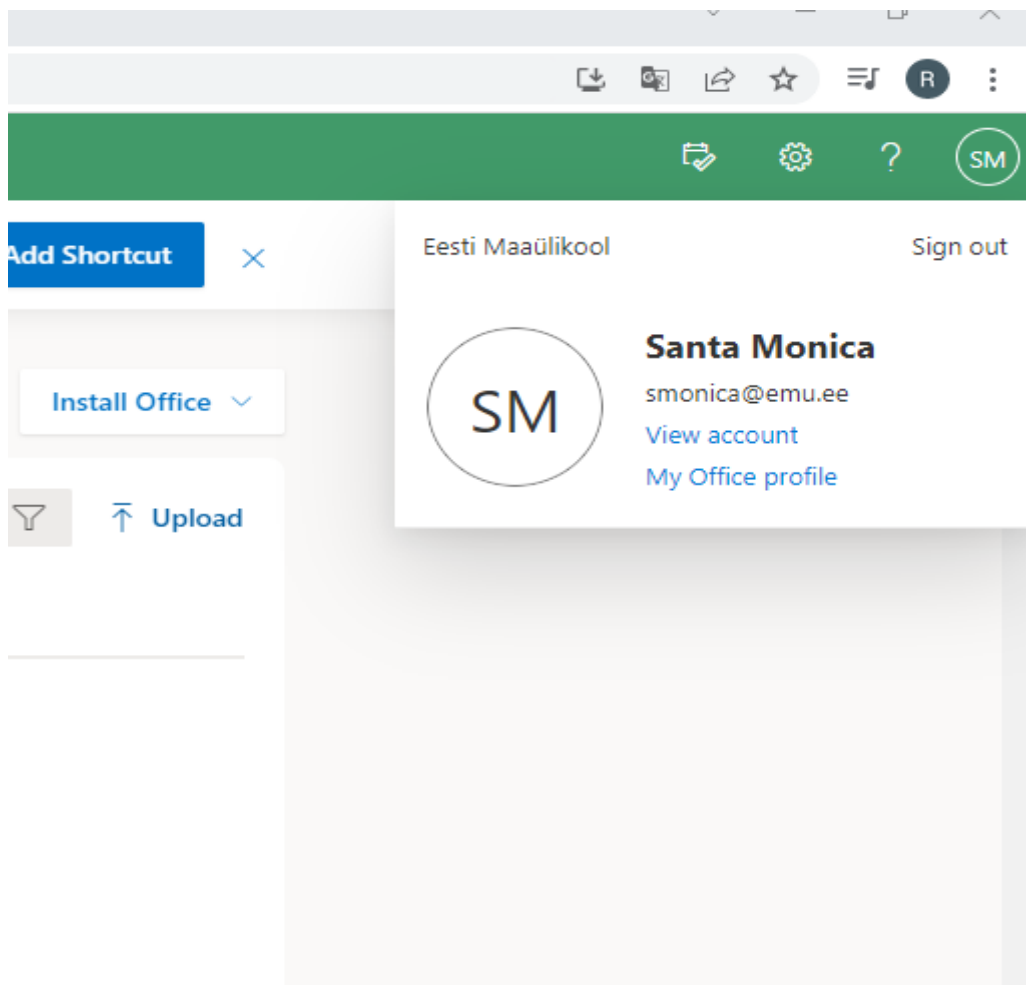 R
SM
Add Shortcut
Eesti Maaülikool
Sign out
Santa Monica
SM
smonica@emu.ee
Install Office
View account
My Office profile
Upload